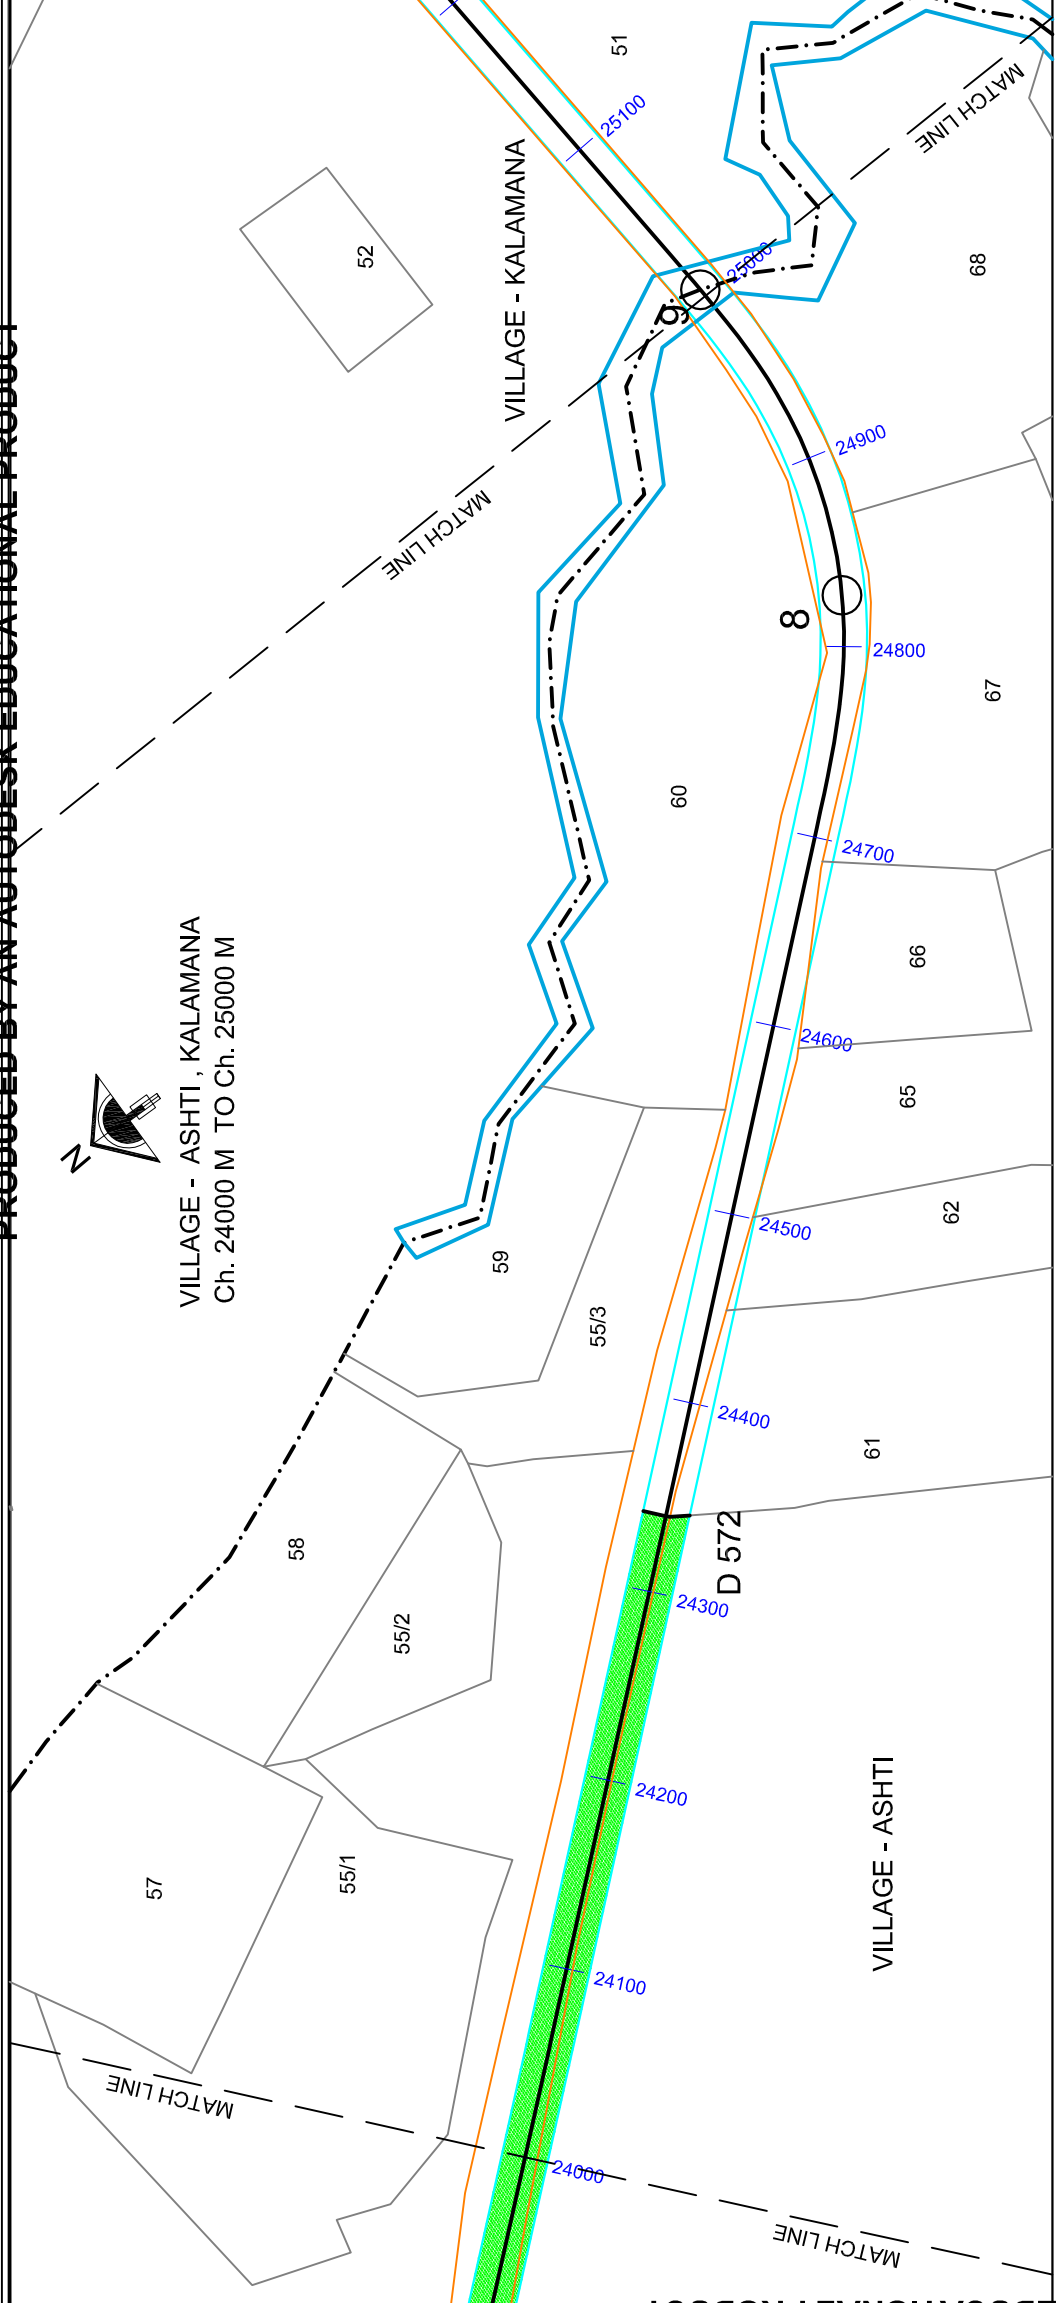 51
25100
MATCH LINE
52
VILLAGE - KALAMANA
25000
68
9
PRODUCED BY AN AUTODESK EDUCATIONAL PRODUCT
24900
MATCH LINE
8
24800
67
60
24700
VILLAGE - ASHTI , KALAMANA
Ch. 24000 M TO Ch. 25000 M
N
66
24600
65
62
24500
59
55/3
24400
61
D 572
58
24300
55/2
24200
VILLAGE - ASHTI
57
55/1
24100
MATCH LINE
24000
MATCH LINE